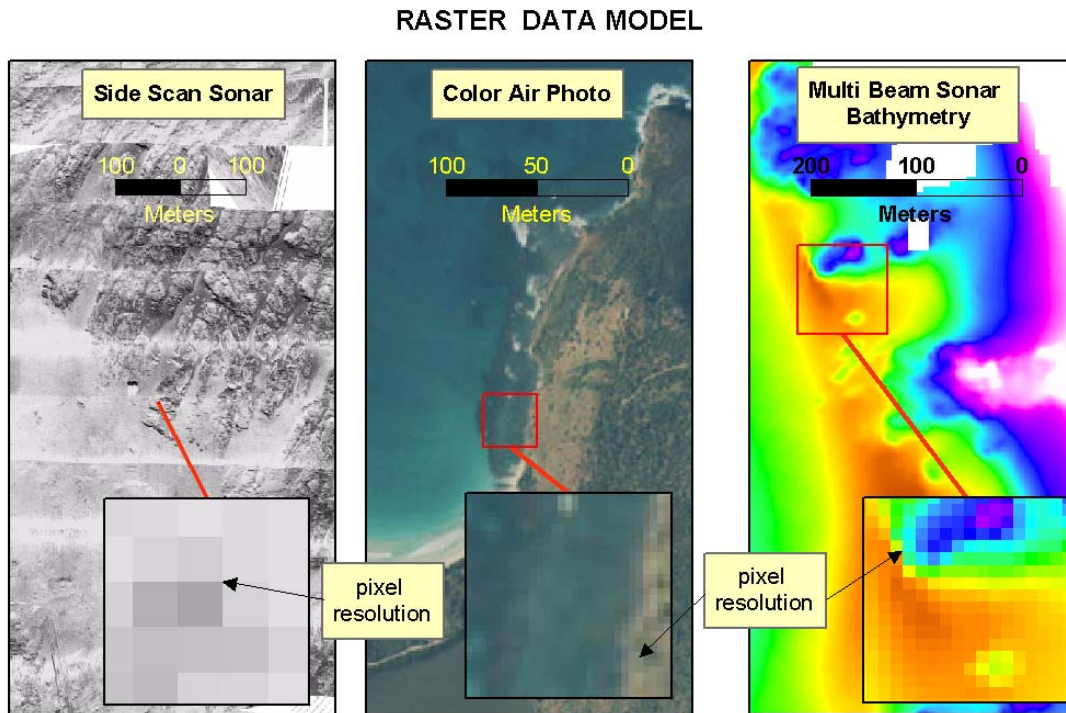 RASTER DATA MODEL
Side Scan Sonar
100 0 100
Meters
Color Air Photo
100 50 0
Meters
Multi Beam Sonar
Bathymetry
200 100 0
Meters
pixel
resolution
pixel
resolution